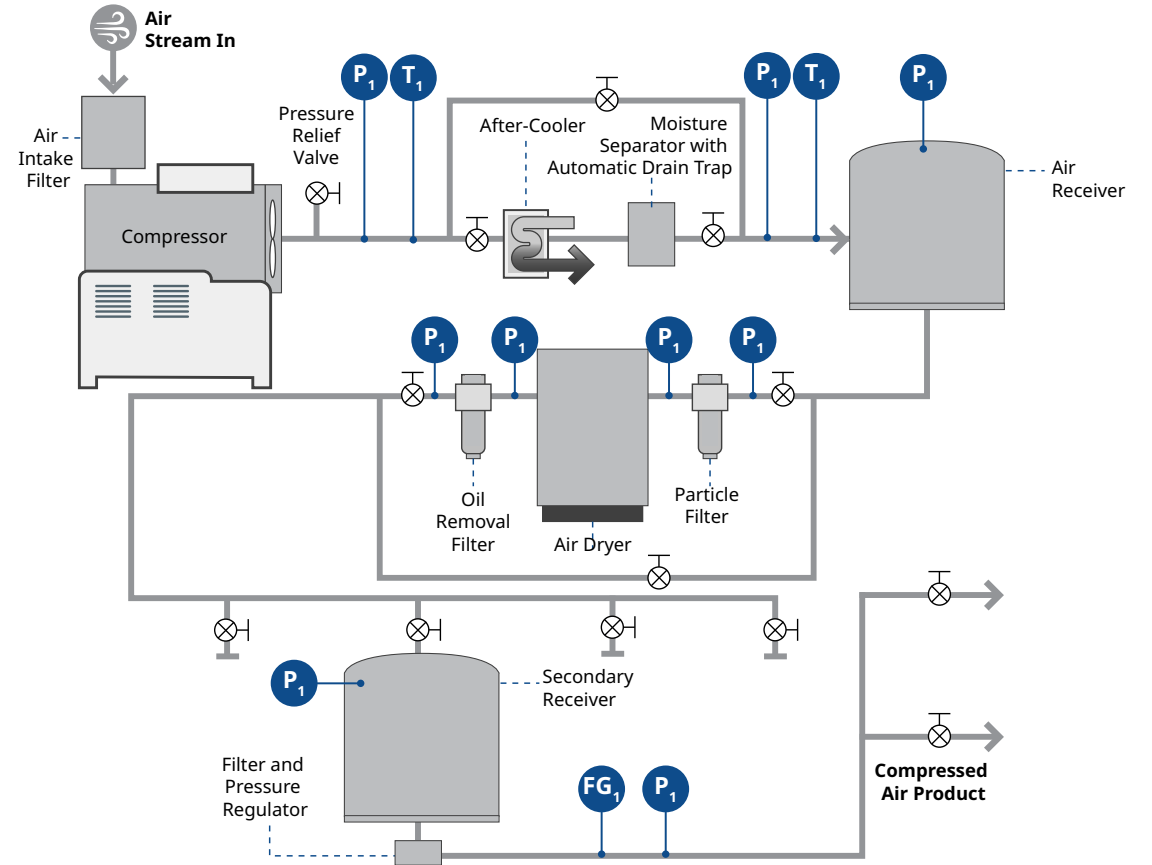 Air
Stream In
P1
T1
P1
T1
P1
Pressure
Relief
Valve
After-Cooler
Moisture
Separator with
Automatic Drain Trap
Air
Intake
Filter
Air
Receiver
Compressor
P1
P1
P1
P1
Oil
Removal
Filter
Air Dryer
Particle
Filter
P1
Secondary
Receiver
Filter and
Pressure
Regulator
FG1
P1
Compressed
Air Product